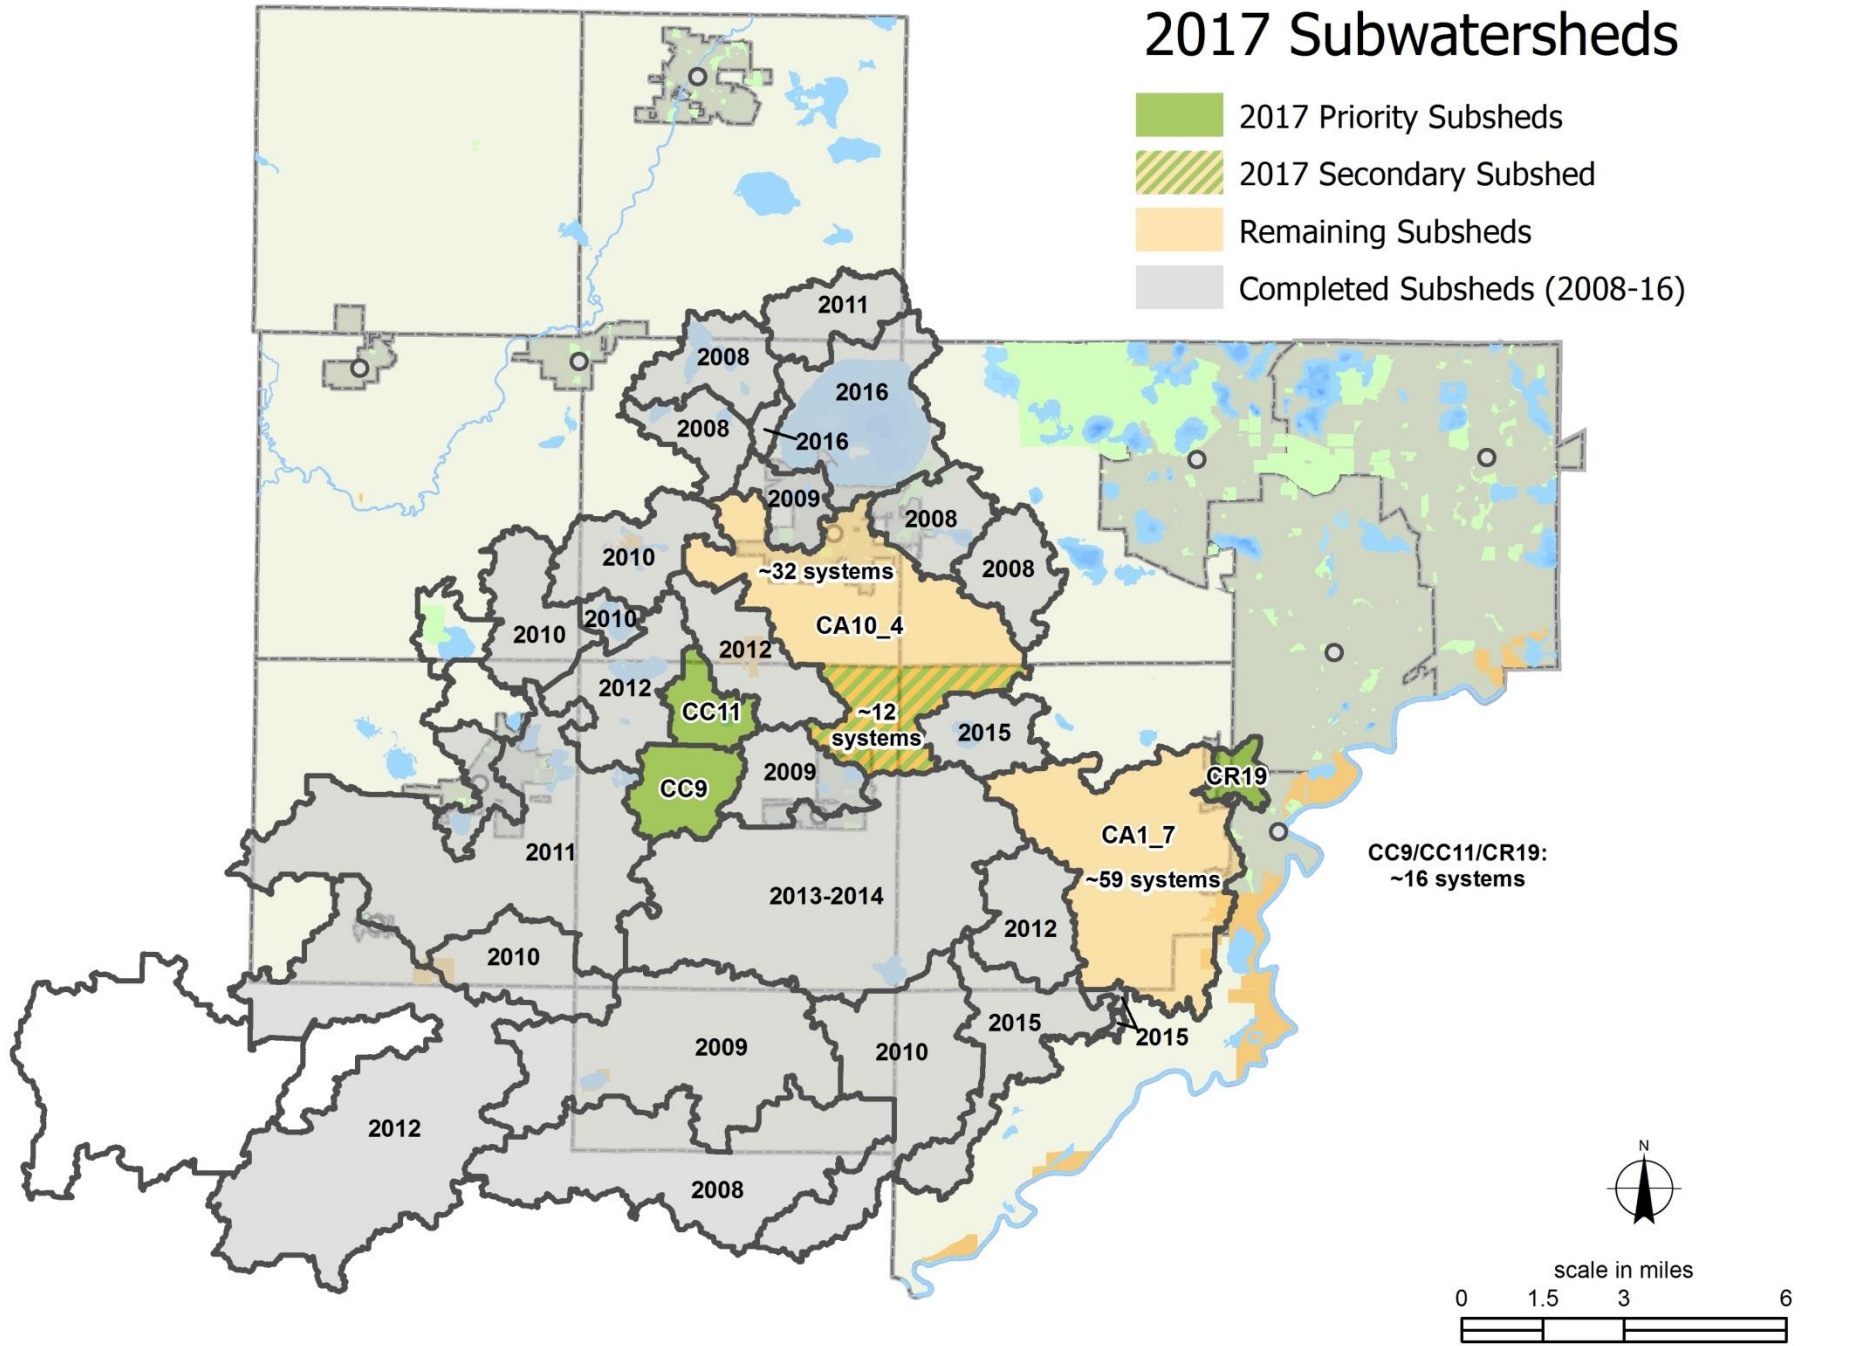 2017 Subwatersheds
2017 Priority Subsheds
2017 Secondary Subshed
Remaining Subsheds
Completed Subsheds (2008-16)
2011
2008
2016
2008
2016
2009
2008
2010
~32 systems
2008
2010
CA10_4
2010
2012
2012
CC11
~12
systems
2015
2009
CR19
CC9
CA1_7
2011
CC9/CC11/CR19:
~16 systems
~59 systems
2013-2014
2012
2010
2015
2015
2009
2010
2012
2008
N
scale in miles
0 1.5 3 6